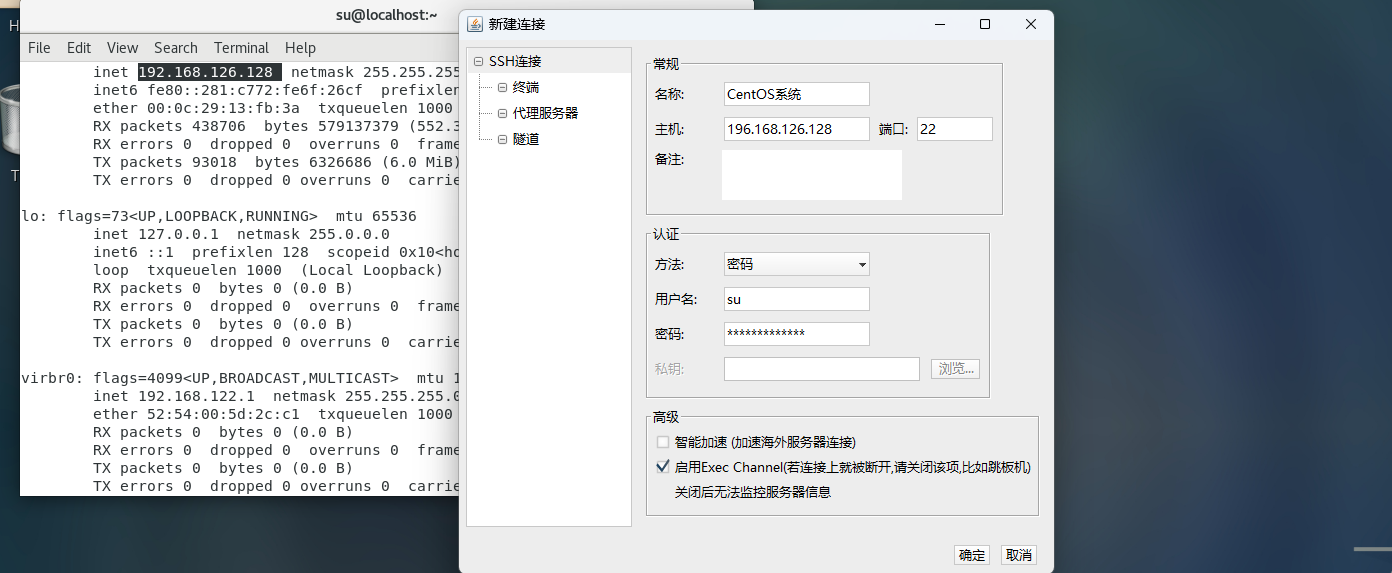 su@localhost:~
File Edit View Search Terminal Help
inet 192.168.126.128 netmask 255.255.255
inet6 fe80::281:c772:fe6f:26cf prefixlen
ether 00:0c:29:13:fb:3a txqueuelen 1000
RX packets 438706 bytes 579137379 (552.3
RX errors 0 dropped 0 overruns 0 frame
TX packets 93018 bytes 6326686 (6.0 MiB)
TX errors 0 dropped 0 overruns 0 carrie
lo: flags=73<UP,LOOPBACK,RUNNING> mtu 65536
inet 127.0.0.1 netmask 255.0.0.0
inet6 ::1 prefixlen 128 scopeid 0x10<ho
loop txqueuelen 1000 (Local Loopback)
RX packets 0 bytes 0 (0.0 B)
RX errors 0 dropped 0 overruns 0 frame
TX packets 0 bytes 0 (0.0 B)
TX errors 0 dropped 0 overruns 0 carrie
virbr0: flags=4099<UP,BROADCAST,MULTICAST> mtu 1
inet 192.168.122.1 netmask 255.255.255.0
ether 52:54:00:5d:2c:c1 txqueuelen 1000
RX packets 0 bytes 0 (0.0 B)
RX errors 0 dropped 0 overruns 0 frame
TX packets 0 bytes 0 (0.0 B)
TX errors 0 dropped 0 overruns 0 carrie
新建连接
SSH连接
终端
代理服务器
隧道
常规
名称: CentOS系统
主机: 196.168.126.128 端口: 22
备注:
认证
方法: 密码
用户名: su
密码: *************
私钥: 浏览...
高级
智能加速 (加速海外服务器连接)
启用Exec Channel(若连接上就被断开,请关闭该项,比如跳板机)
关闭后无法监控服务器信息
确定 取消